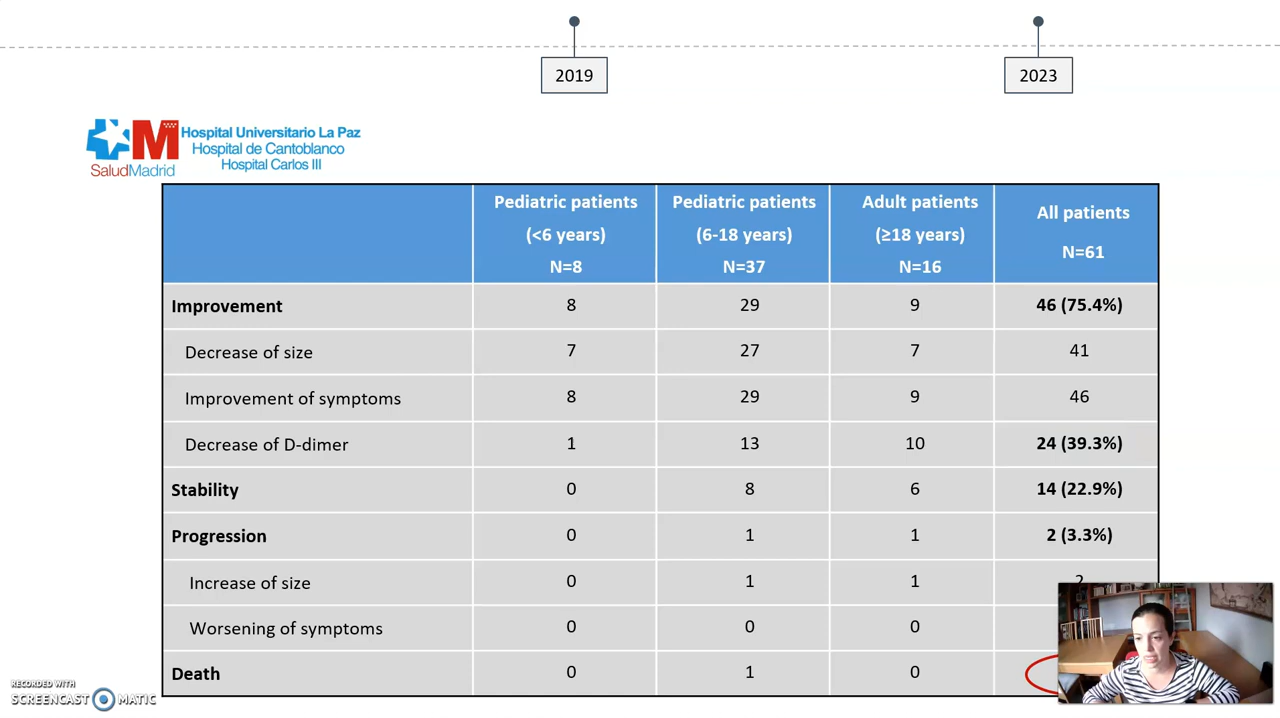 2019
2023
Hospital Universitario La Paz
Hospital de Cantoblanco
Hospital Carlos III
SaludMadrid
Pediatric patients (<6 years) N=8
Pediatric patients (6-18 years) N=37
Adult patients (≥18 years) N=16
All patients N=61
Improvement 8 29 9 46 (75.4%)
Decrease of size 7 27 7 41
Improvement of symptoms 8 29 9 46
Decrease of D-dimer 1 13 10 24 (39.3%)
Stability 0 8 6 14 (22.9%)
Progression 0 1 1 2 (3.3%)
Increase of size 0 1 1 2
Worsening of symptoms 0 0 0
Death 0 1 0
RECORDED WITH
SCREENCAST MATIC